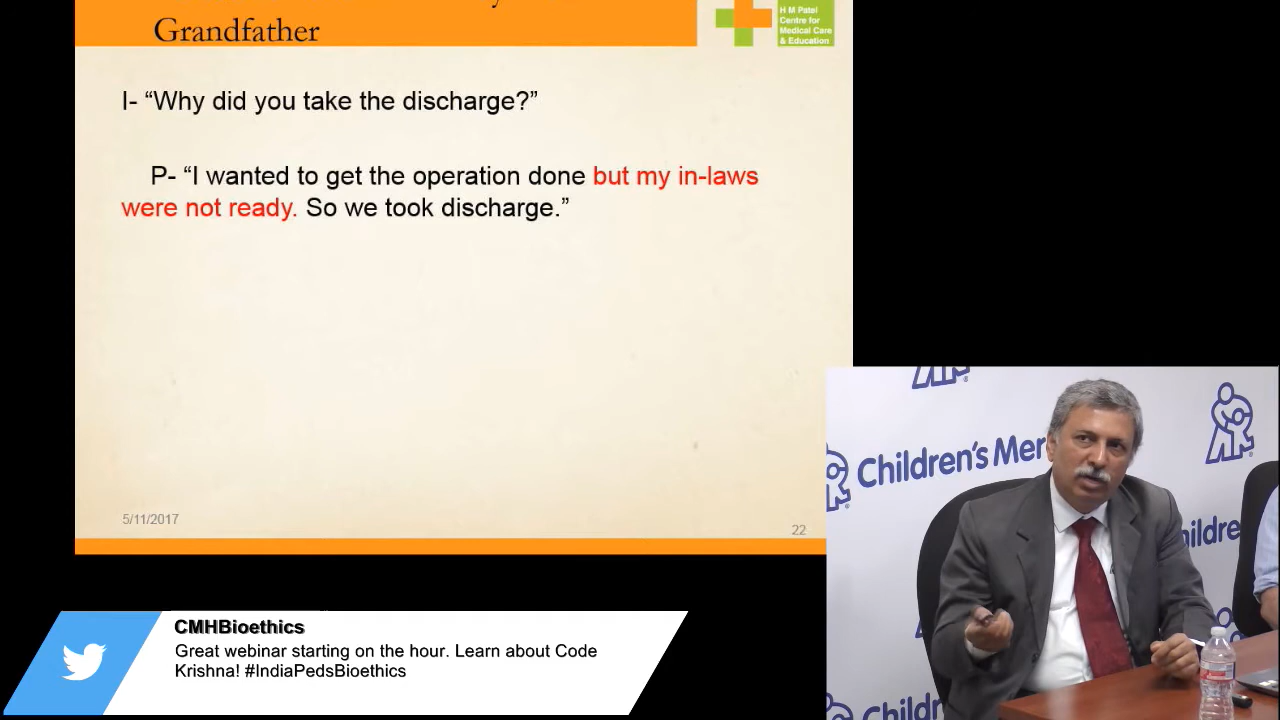 Grandfather
H M Patel
Centre for
Medical Care
& Education
I- “Why did you take the discharge?”
P- “I wanted to get the operation done but my in-laws
were not ready. So we took discharge.”
5/11/2017
22
Children's Mer
hildre
Children
CMHBioethics
Great webinar starting on the hour. Learn about Code
Krishna! #IndiaPedsBioethics